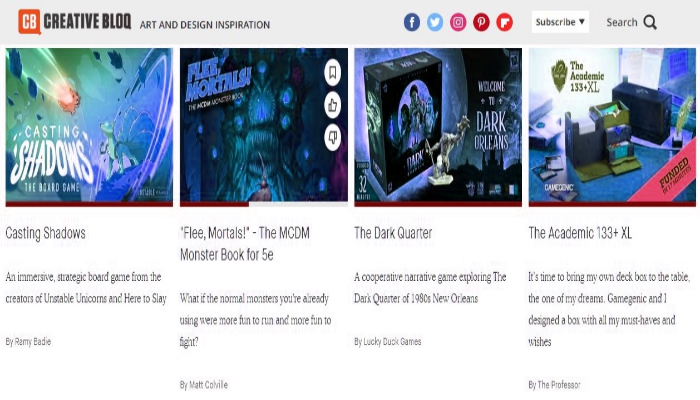 CB CREATIVE BLOQ ART AND DESIGN INSPIRATION
Subscribe ▼
Search
CASTING
SHADOWS
THE BOARD GAME
FLEE,
MORTALS!
THE MCDM MONSTER BOOK
WELCOME
TO
DARK
ORLEANS
DARK
FUNDED
32
MINUTES
The
Academic
133+XL
GAMEGENIC
FUNDED
Casting Shadows
An immersive, strategic board game from the
creators of Unstable Unicorns and Here to Slay
By Ramy Badie
"Flee, Mortals!" - The MCDM
Monster Book for 5e
What if the normal monsters you're already
using were more fun to run and more fun to
fight?
By Matt Colville
The Dark Quarter
A cooperative narrative game exploring The
Dark Quarter of 1980s New Orleans
By Lucky Duck Games
The Academic 133+ XL
It's time to bring my own deck box to the table,
the one of my dreams. Gamegenic and I
designed a box with all my must-haves and
wishes
By The Professor